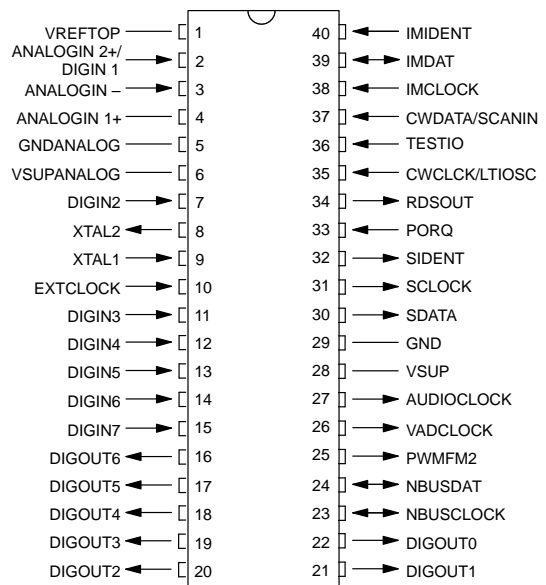 VREFTOP 1 40 IMIDENT
ANALOGIN 2+/
DIGIN 1 2 39 IMDAT
ANALOGIN – 3 38 IMCLOCK
ANALOGIN 1+ 4 37 CWDATA/SCANIN
GNDANALOG 5 36 TESTIO
VSUPANALOG 6 35 CWCLCK/LTIOSC
DIGIN2 7 34 RDSOUT
XTAL2 8 33 PORQ
XTAL1 9 32 SIDENT
EXTCLOCK 10 31 SCLOCK
DIGIN3 11 30 SDATA
DIGIN4 12 29 GND
DIGIN5 13 28 VSUP
DIGIN6 14 27 AUDIOCLOCK
DIGIN7 15 26 VADCLOCK
DIGOUT6 16 25 PWMFM2
DIGOUT5 17 24 NBUSDAT
DIGOUT4 18 23 NBUSCLOCK
DIGOUT3 19 22 DIGOUT0
DIGOUT2 20 21 DIGOUT1